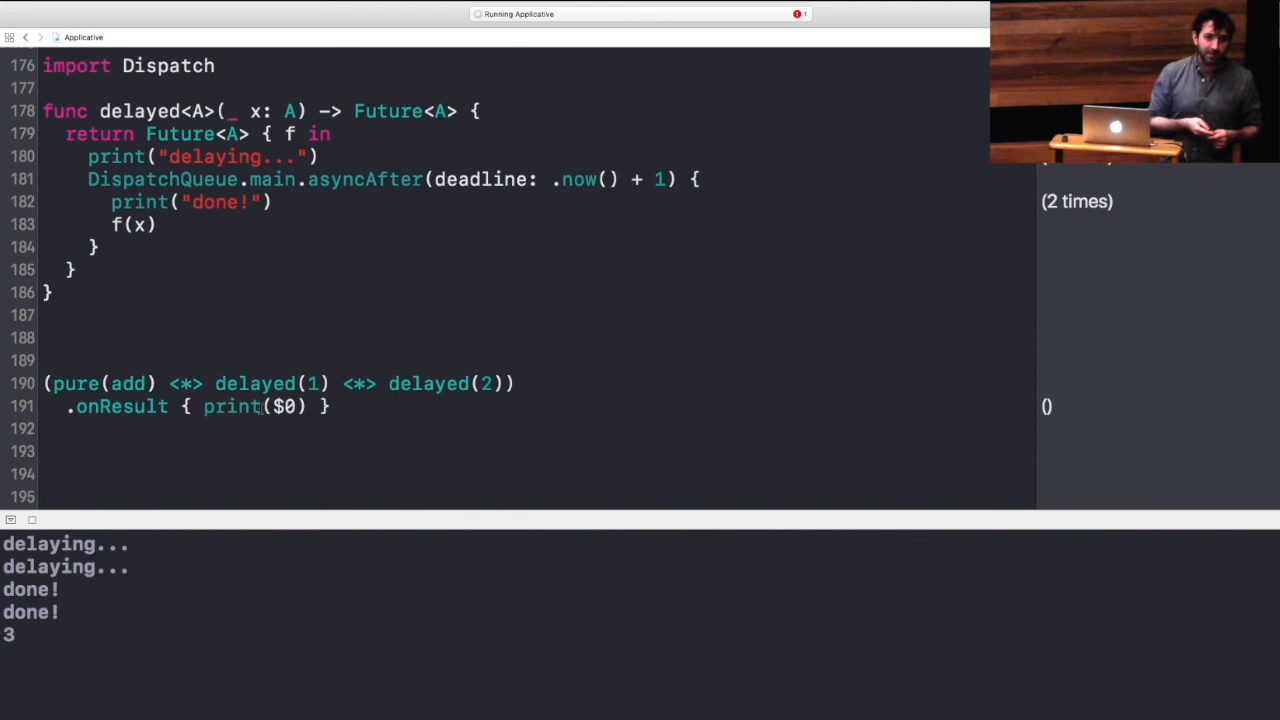 Running Applicative
1
Applicative
176 import Dispatch
177
178 func delayed<A>(_ x: A) -> Future<A> {
179 return Future<A> { f in
180 print("delaying...")
181 DispatchQueue.main.asyncAfter(deadline: .now() + 1) {
182 print("done!")
(2 times)
183 f(x)
184 }
185 }
186 }
187
188
189
190 (pure(add) <*> delayed(1) <*> delayed(2))
191 .onResult { print($0) }
()
192
193
194
195
delaying...
delaying...
done!
done!
3